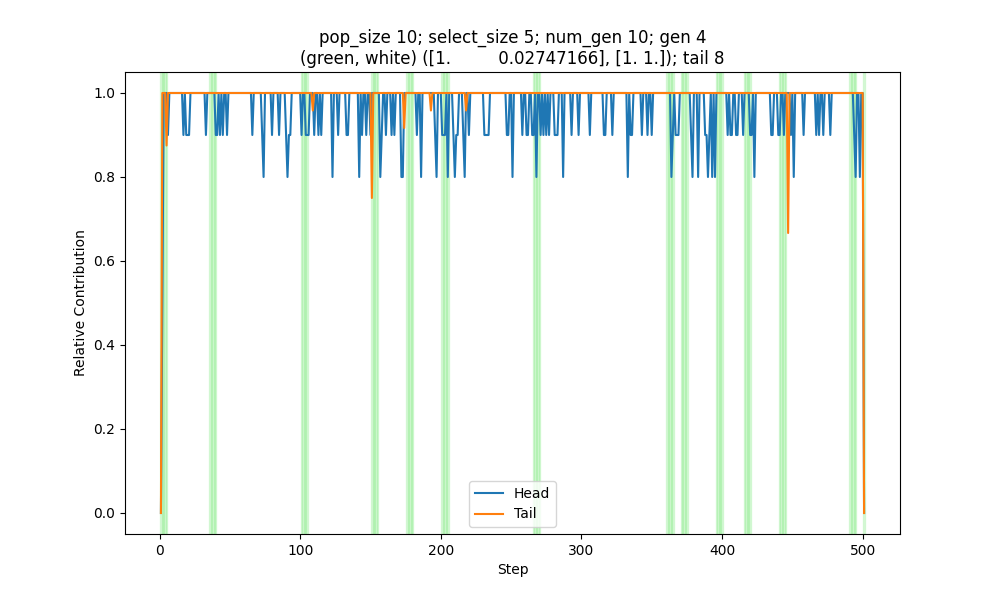 pop_size 10; select_size 5; num_gen 10; gen 4
(green, white) ([1.         0.02747166], [1. 1.]); tail 8
1.0
0.8
0.6
0.4
0.2
0.0
Relative Contribution
Head
Tail
0 100 200 300 400 500
Step